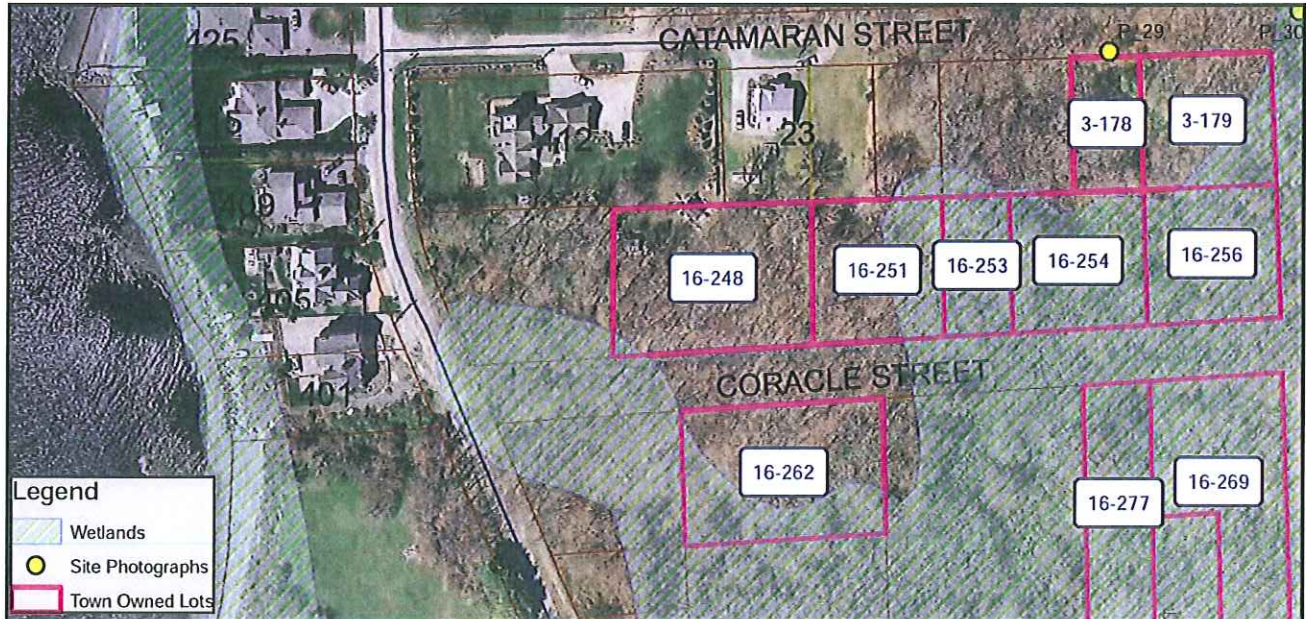 CATAMARAN STREET
P_29
P_30
425
412
23
3-178
3-179
409
16-248
16-251
16-253
16-254
16-256
405
CORACLE STREET
401
16-262
16-277
16-269
Legend
Wetlands
Site Photographs
Town Owned Lots